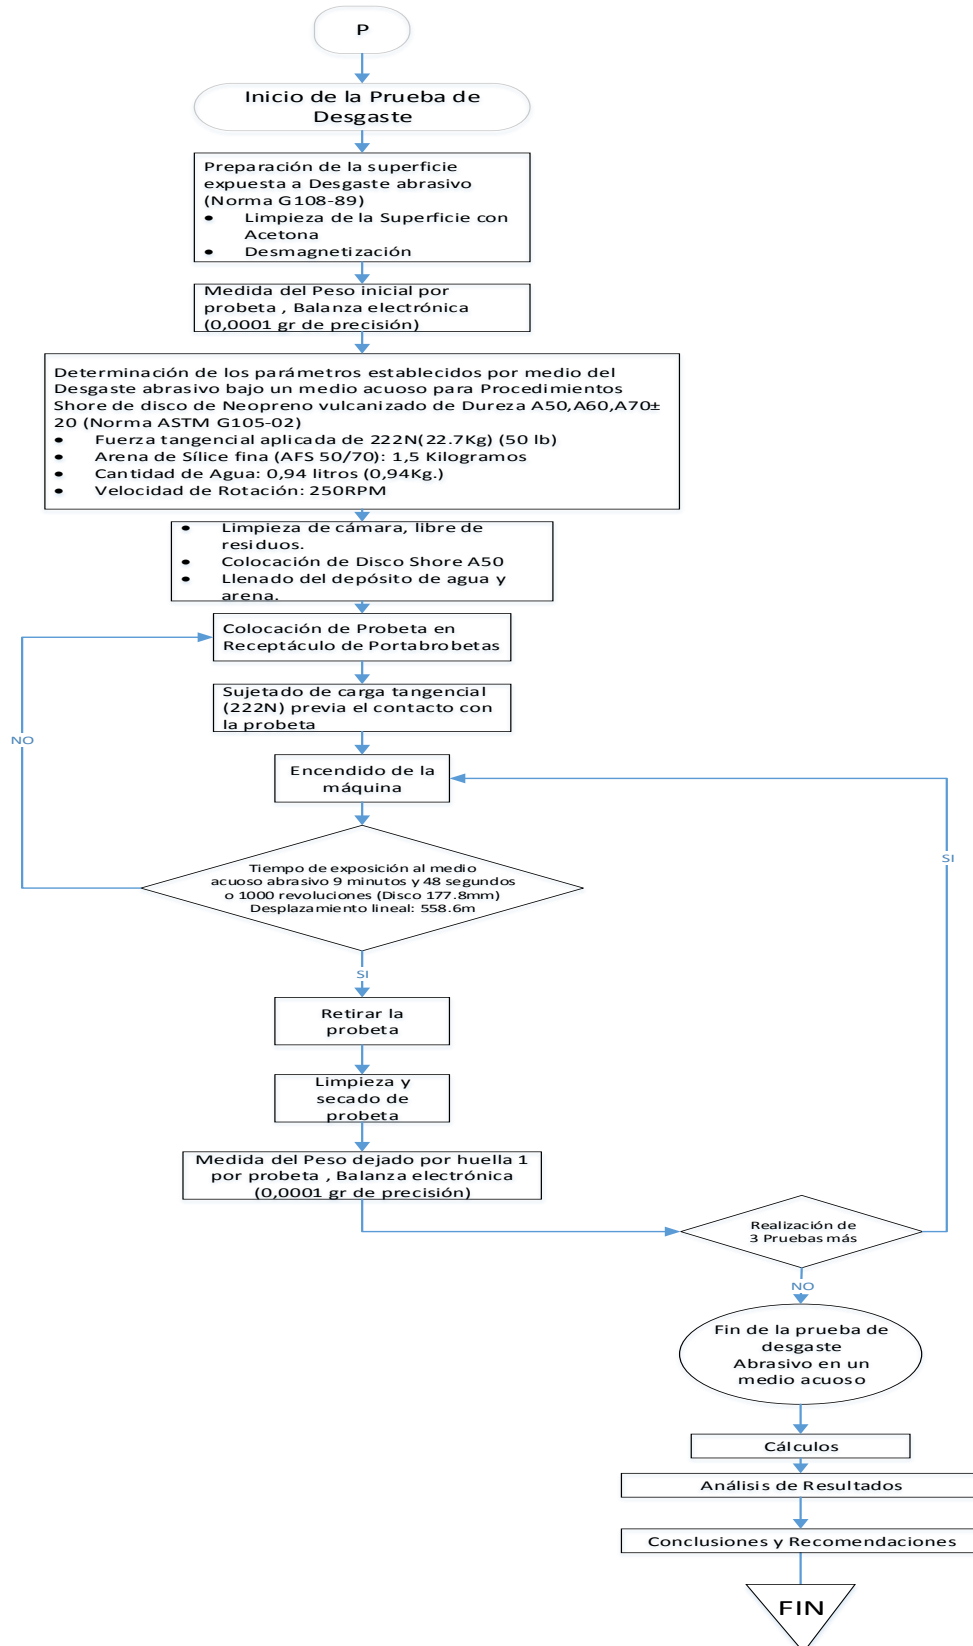 P
Inicio de la Prueba de
Desgaste
Preparación de la superficie
expuesta a Desgaste abrasivo
(Norma G108-89)
• Limpieza de la Superficie con
Acetona
• Desmagnetización
Medida del Peso inicial por
probeta , Balanza electrónica
(0,0001 gr de precisión)
Determinación de los parámetros establecidos por medio del
Desgaste abrasivo bajo un medio acuoso para Procedimientos
Shore de disco de Neopreno vulcanizado de Dureza A50,A60,A70±
20 (Norma ASTM G105-02)
• Fuerza tangencial aplicada de 222N(22.7Kg) (50 lb)
• Arena de Sílice fina (AFS 50/70): 1,5 Kilogramos
• Cantidad de Agua: 0,94 litros (0,94Kg.)
• Velocidad de Rotación: 250RPM
• Limpieza de cámara, libre de
residuos.
• Colocación de Disco Shore A50
• Llenado del depósito de agua y
arena.
Colocación de Probeta en
Receptáculo de Portabrobetas
Sujetado de carga tangencial
(222N) previa el contacto con
la probeta
NO
Encendido de la
máquina
SI
Tiempo de exposición al medio
acuoso abrasivo 9 minutos y 48 segundos
o 1000 revoluciones (Disco 177.8mm)
Desplazamiento lineal: 558.6m
SI
Retirar la
probeta
Limpieza y
secado de
probeta
Medida del Peso dejado por huella 1
por probeta , Balanza electrónica
(0,0001 gr de precisión)
Realización de
3 Pruebas más
NO
Fin de la prueba de
desgaste
Abrasivo en un
medio acuoso
Cálculos
Análisis de Resultados
Conclusiones y Recomendaciones
FIN